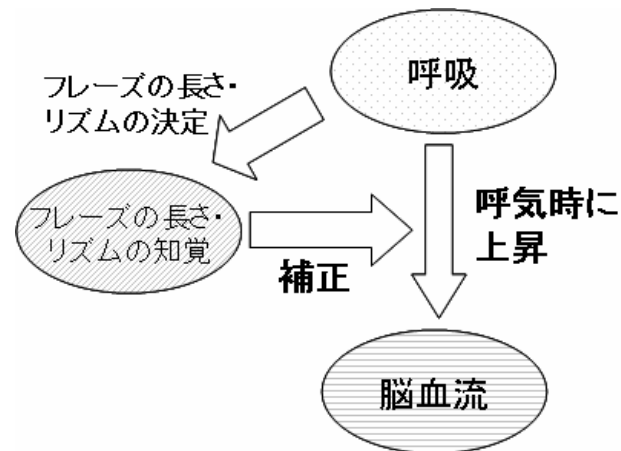 呼吸
フレーズの長さ・
リズムの決定
フレーズの長さ・
リズムの知覚
呼気時に
上昇
補正
脳血流